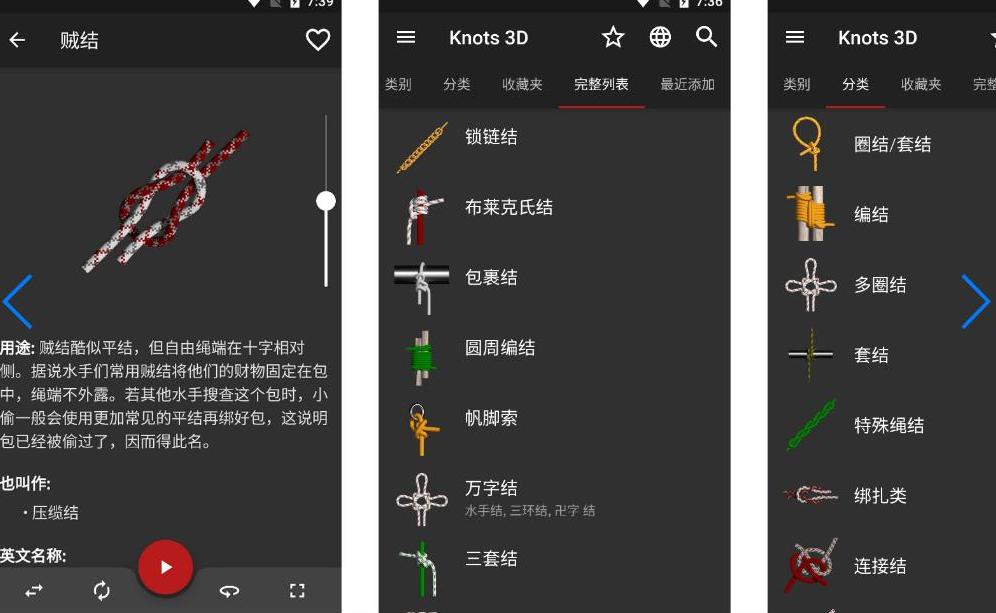 7:39
贼结
用途: 贼结酷似平结，但自由绳端在十字相对
侧。据说水手们常用贼结将他们的财物固定在包
中，绳端不外露。若其他水手搜查这个包时，小
偷一般会使用更加常见的平结再绑好包，这说明
包已经被偷过了，因而得此名。
也叫作:
• 压缆结
英文名称:
7:36
Knots 3D
类别 分类 收藏夹 完整列表 最近添加
锁链结
布莱克氏结
包裹结
圆周编结
帆脚索
万字结
水手结, 三环结, 卍字 结
三套结
Knots 3D
类别 分类 收藏夹 完整
圈结/套结
编结
多圈结
套结
特殊绳结
绑扎类
连接结